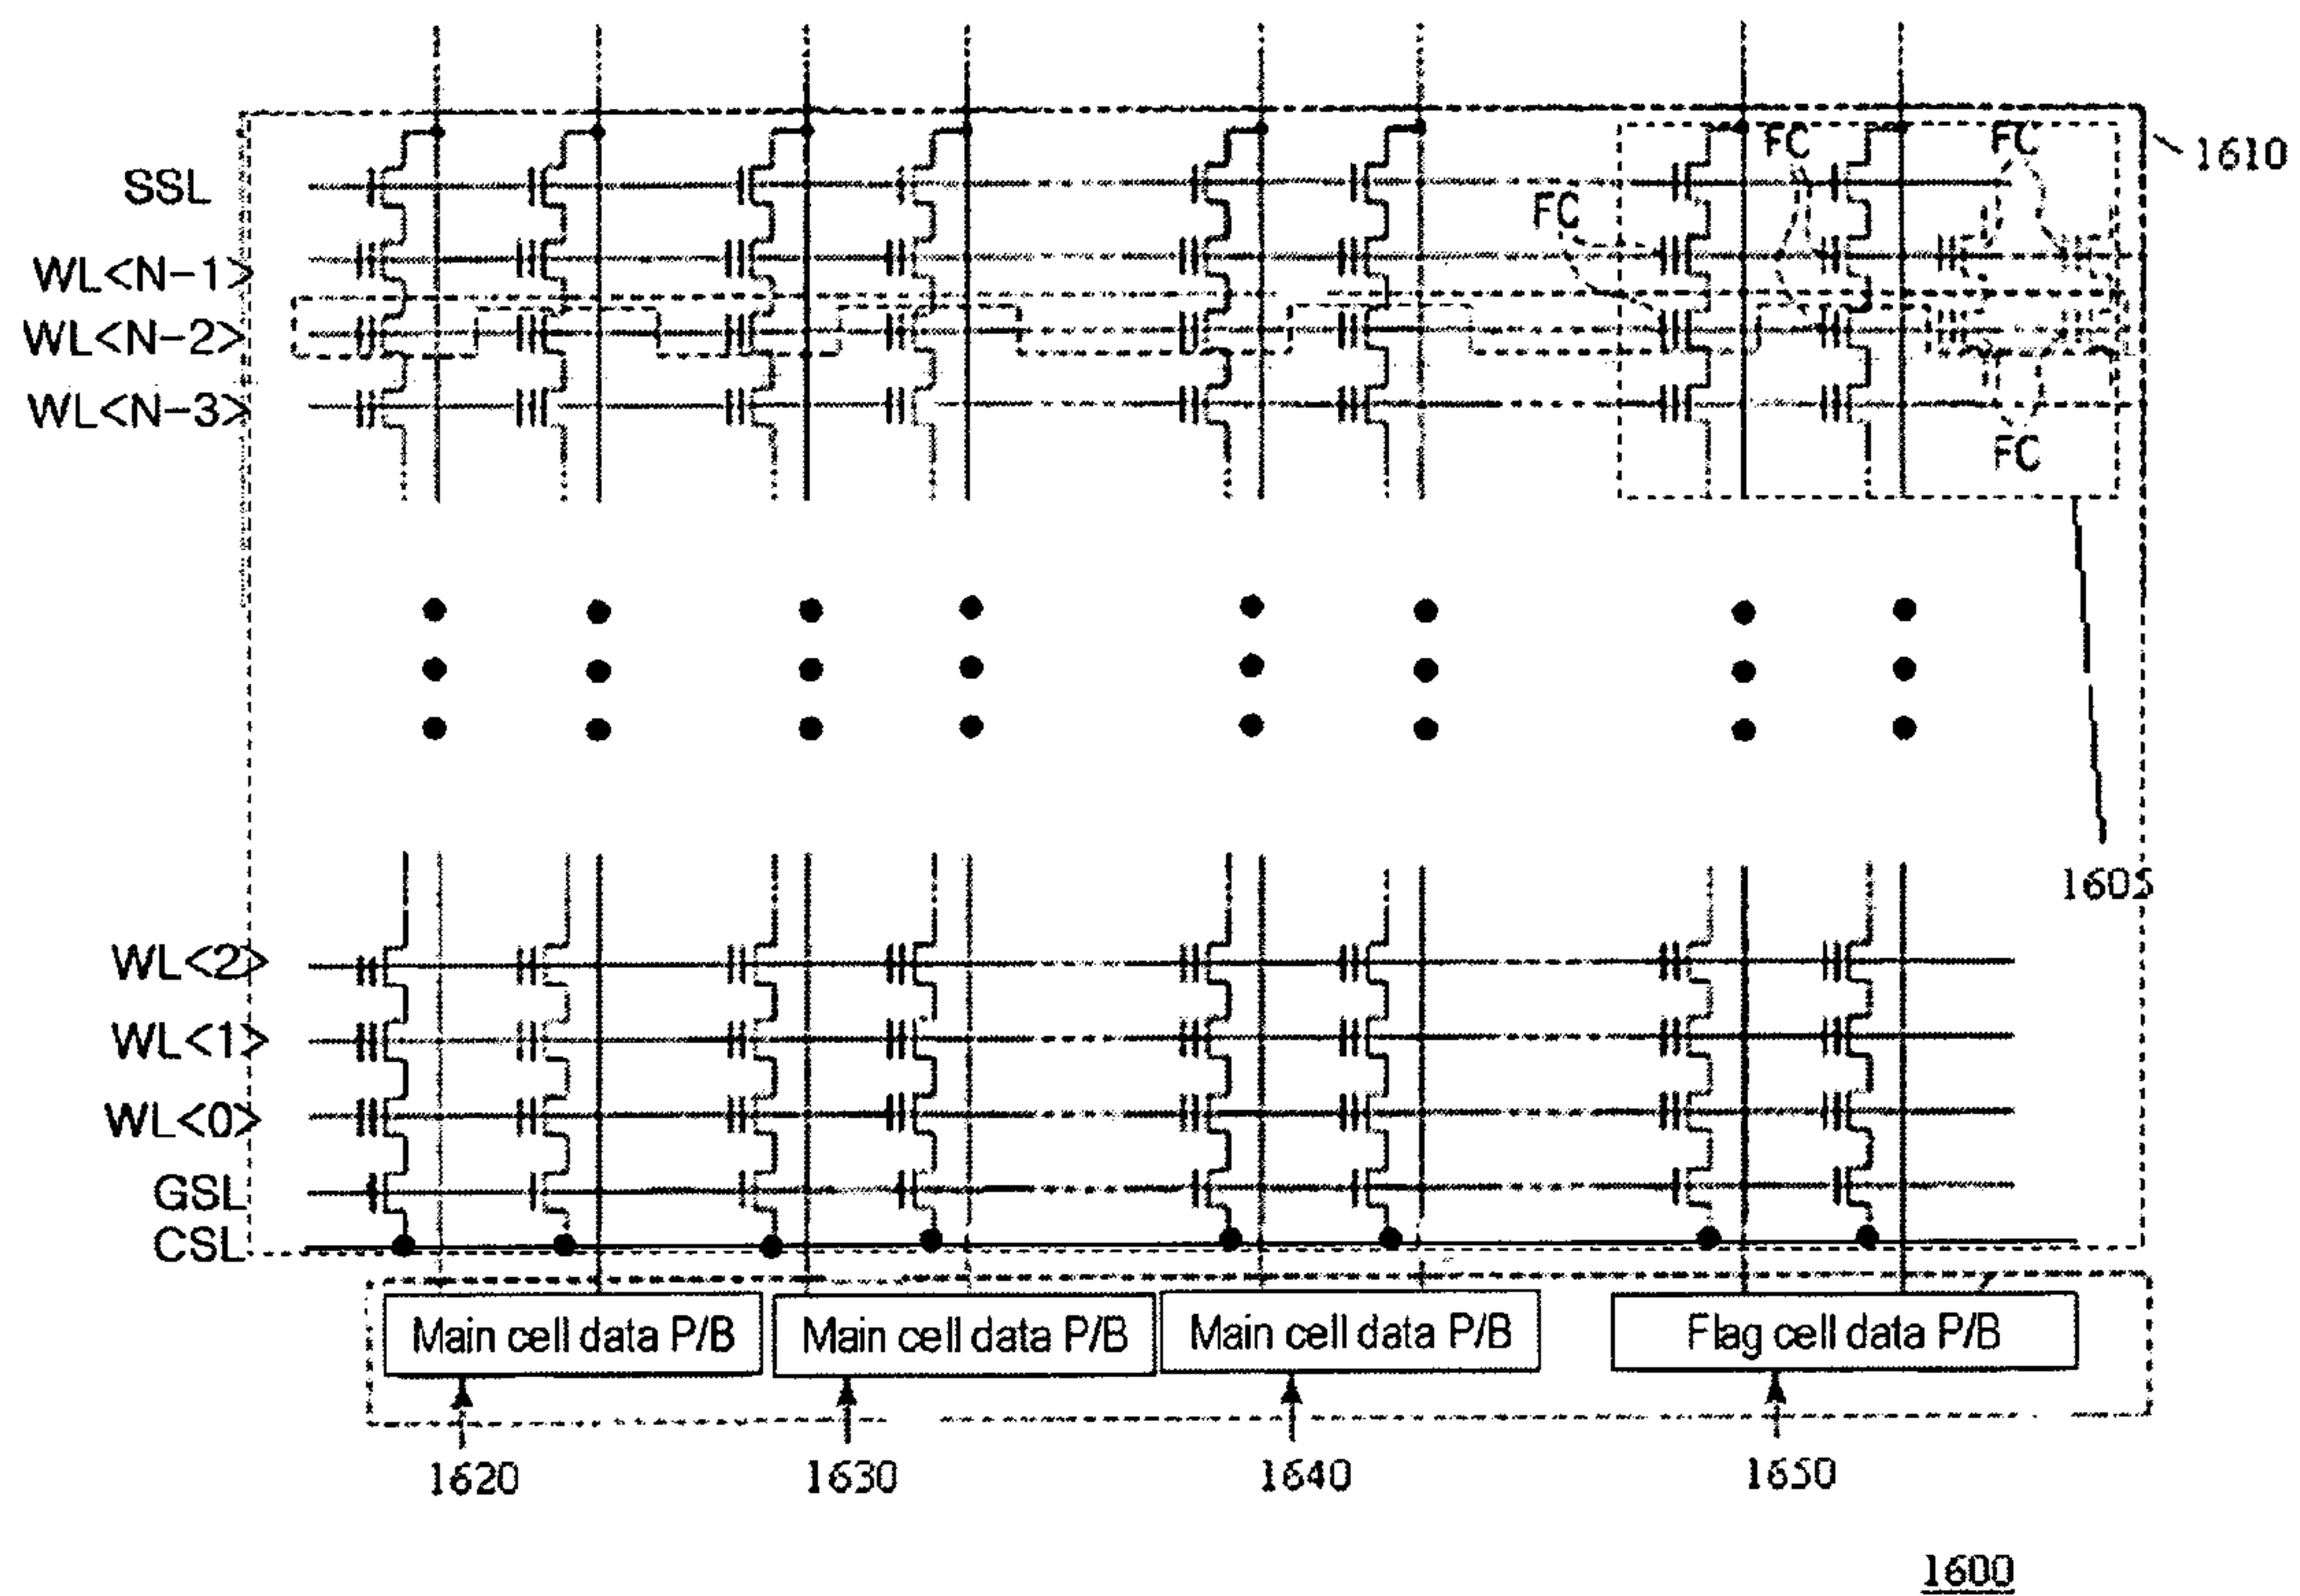 FC
FC
1610
SSL
FC
WL<N-1>
WL<N-2>
WL<N-3>
FC
1605
WL<2>
WL<1>
WL<0>
GSL
CSL
Main cell data P/B
Main cell data P/B
Main cell data P/B
Flag cell data P/B
1620
1630
1640
1650
1600